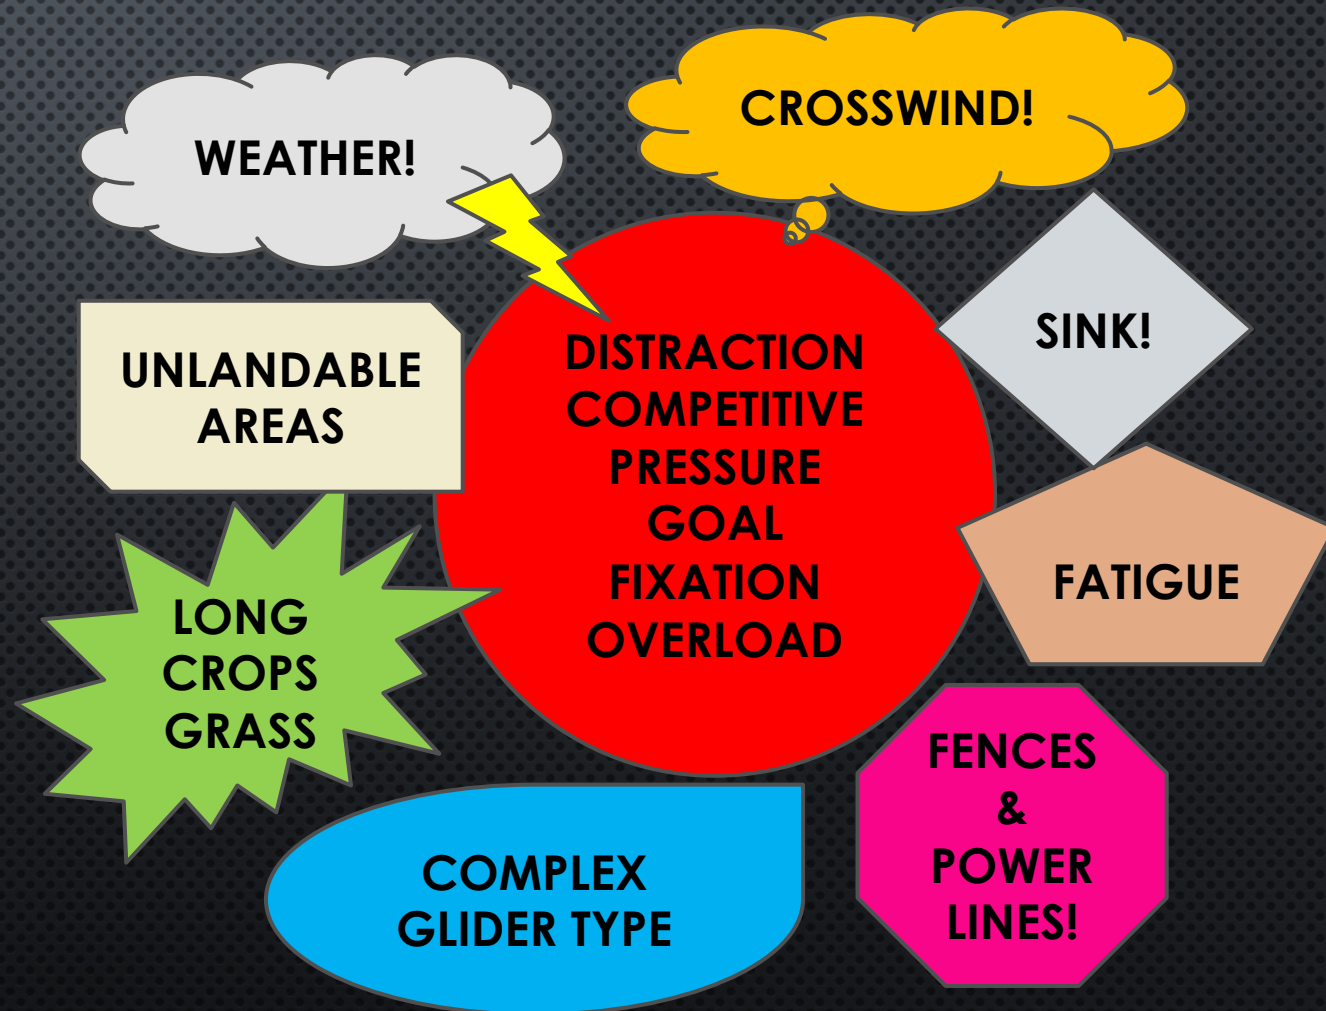 WEATHER!
CROSSWIND!
UNLANDABLE
AREAS
DISTRACTION
COMPETITIVE
PRESSURE
GOAL
FIXATION
OVERLOAD
SINK!
FATIGUE
LONG
CROPS
GRASS
COMPLEX
GLIDER TYPE
FENCES
&
POWER
LINES!